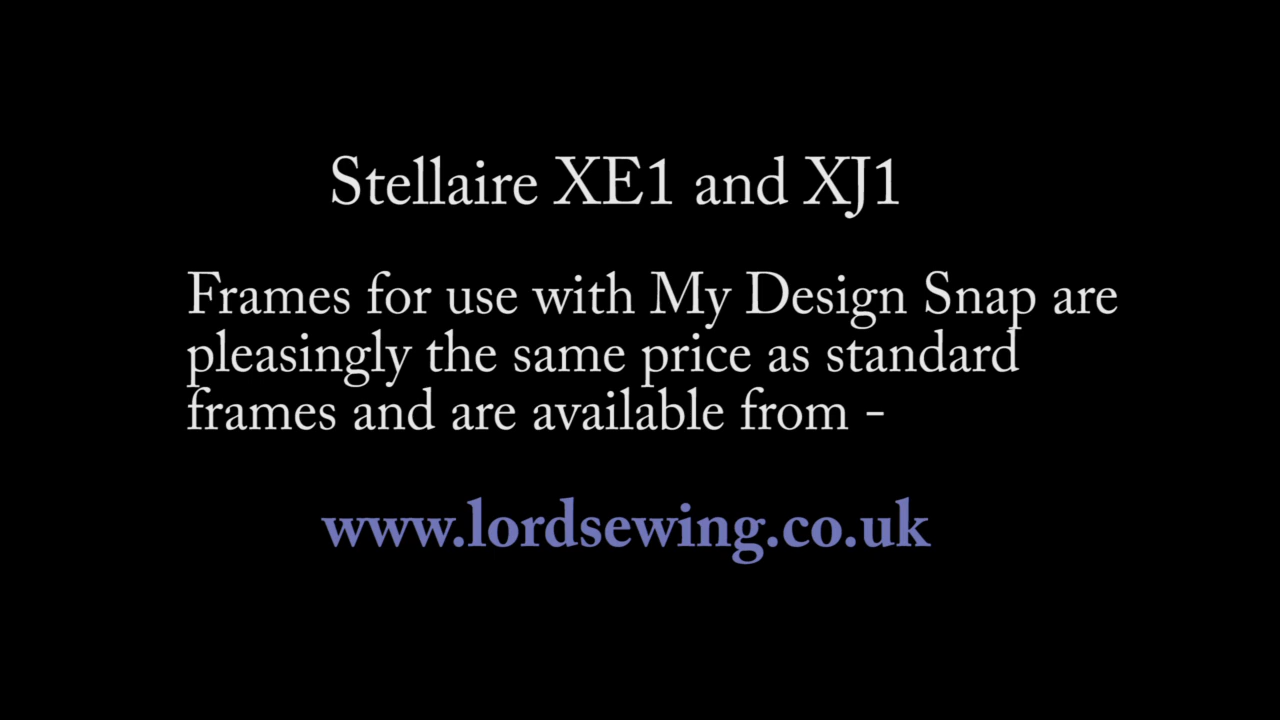 Stellaire XE1 and XJ1
Frames for use with My Design Snap are
pleasingly the same price as standard
frames and are available from -
www.lordsewing.co.uk